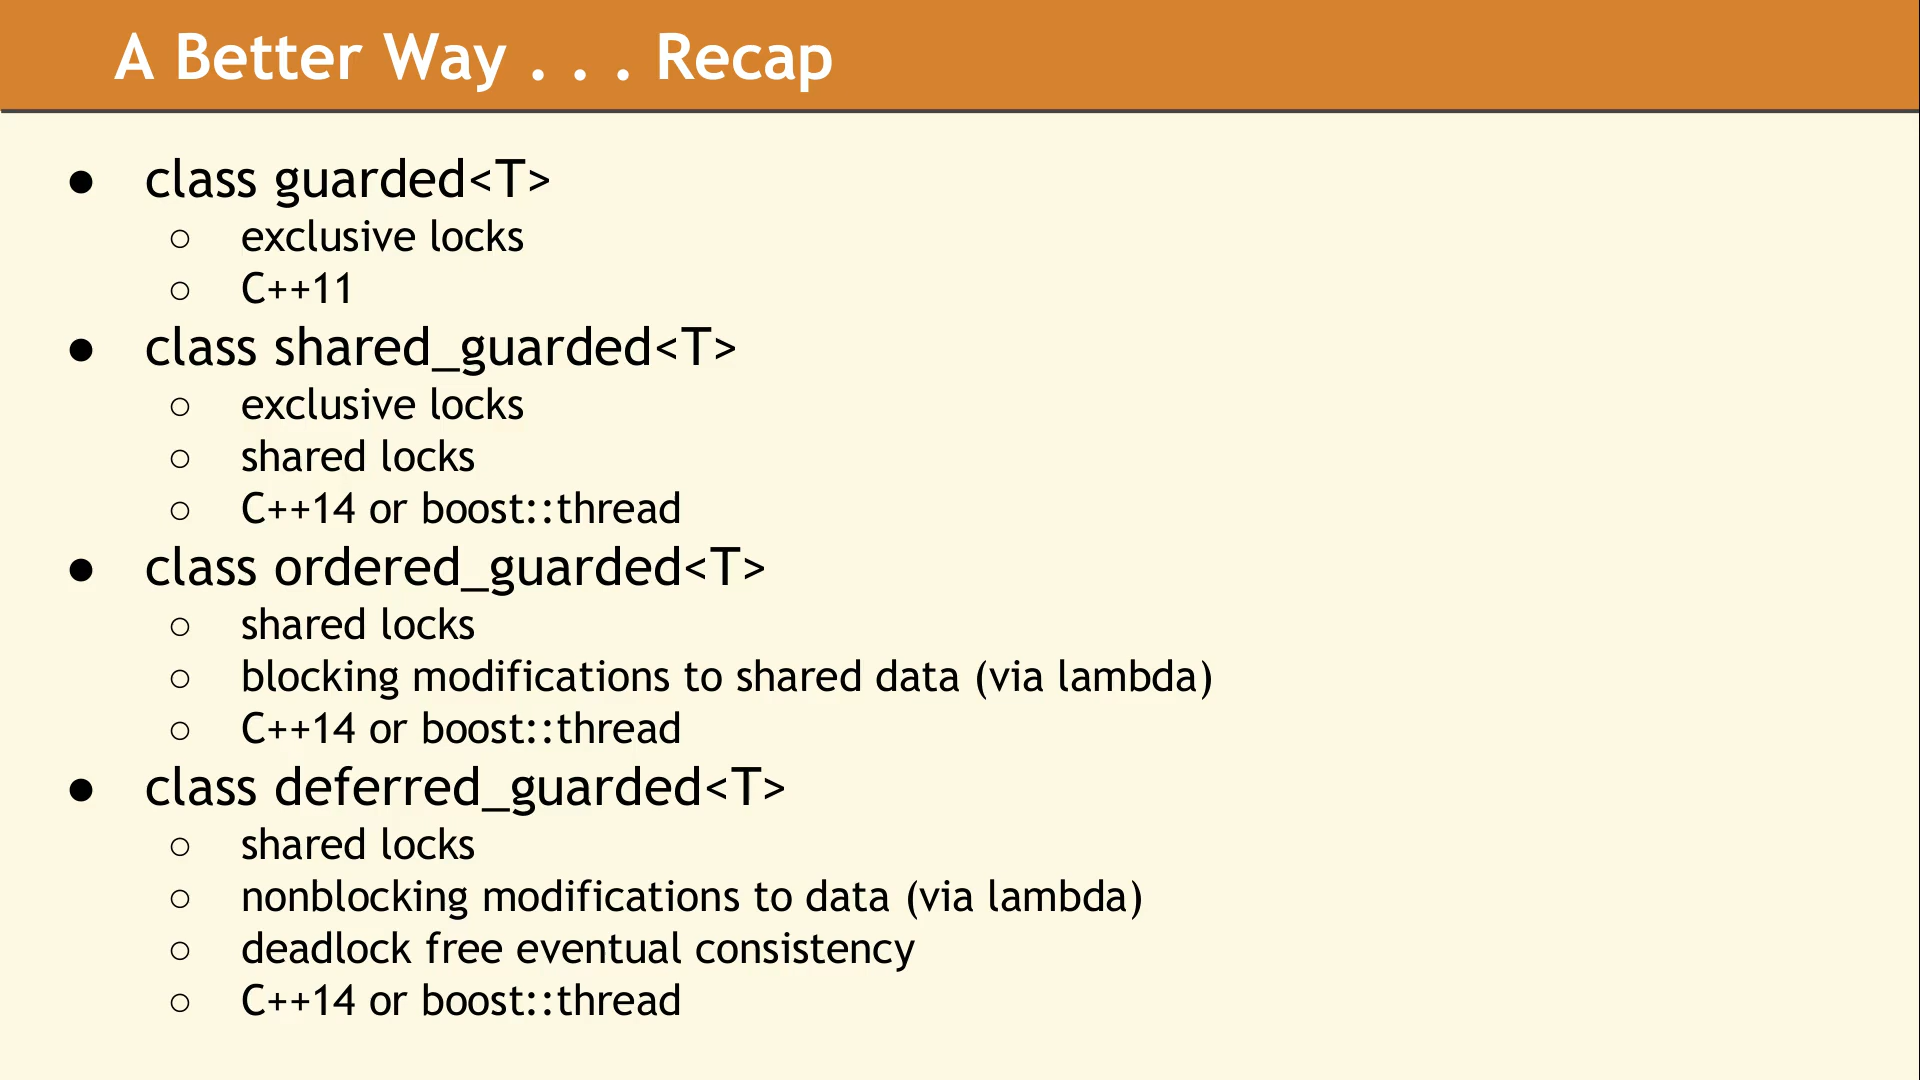 A Better Way . . . Recap
● class guarded<T>
○ exclusive locks
○ C++11
● class shared_guarded<T>
○ exclusive locks
○ shared locks
○ C++14 or boost::thread
● class ordered_guarded<T>
○ shared locks
○ blocking modifications to shared data (via lambda)
○ C++14 or boost::thread
● class deferred_guarded<T>
○ shared locks
○ nonblocking modifications to data (via lambda)
○ deadlock free eventual consistency
○ C++14 or boost::thread